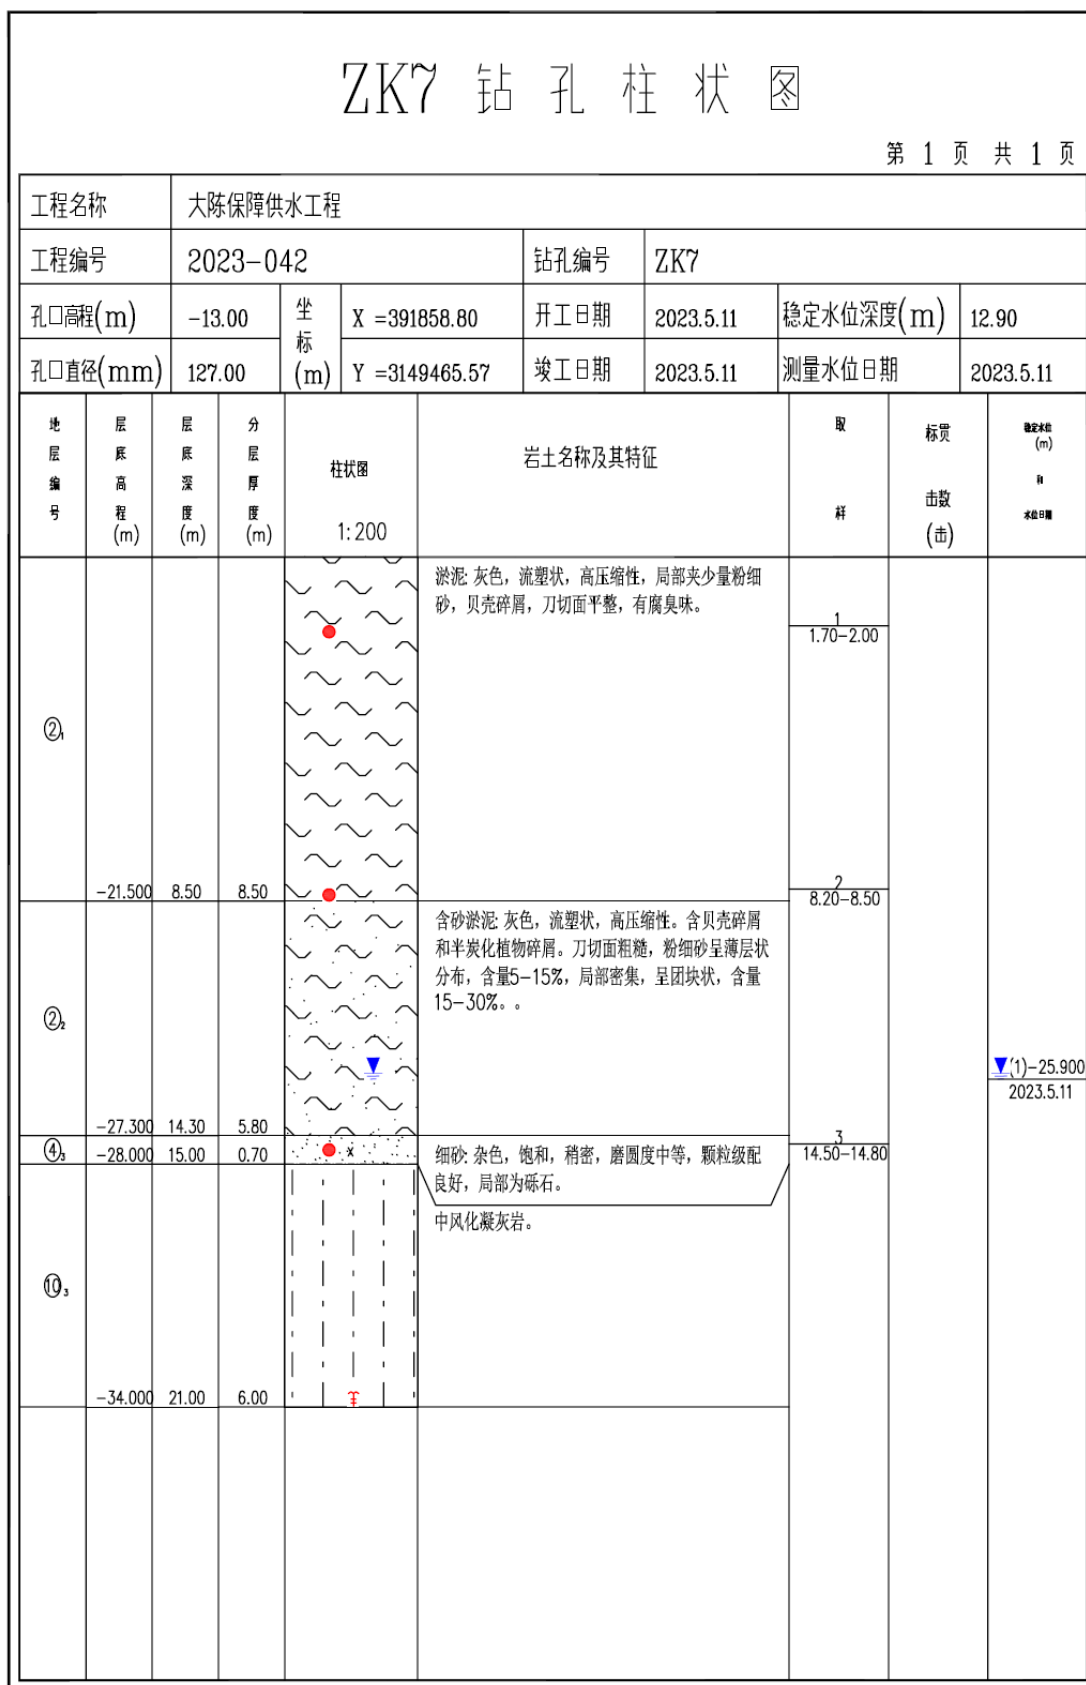 ZK7 钻孔柱状图
第 1 页 共 1 页
工程名称 大陈保障供水工程
工程编号 2023-042 钻孔编号 ZK7
孔口高程(m) -13.00 坐标(m) X =391858.80 开工日期 2023.5.11 稳定水位深度(m) 12.90
孔口直径(mm) 127.00 Y =3149465.57 竣工日期 2023.5.11 测量水位日期 2023.5.11
地层编号 层底高程(m) 层底深度(m) 分层厚度(m) 柱状图 1:200 岩土名称及其特征 取样 标贯击数(击) 稳定水位(m)和水位日期
淤泥: 灰色, 流塑状, 高压缩性, 局部夹少量粉细
砂, 贝壳碎屑, 刀切面平整, 有腐臭味。
1
1.70-2.00
②1
2
-21.500 8.50 8.50 8.20-8.50
含砂淤泥: 灰色, 流塑状, 高压缩性。含贝壳碎屑
和半炭化植物碎屑。刀切面粗糙, 粉细砂呈薄层状
分布, 含量5-15%, 局部密集, 呈团块状, 含量
15-30%。。
②2
(1)-25.900
2023.5.11
-27.300 14.30 5.80
3
④3 -28.000 15.00 0.70 x 细砂: 杂色, 饱和, 稍密, 磨圆度中等, 颗粒级配 14.50-14.80
良好, 局部为砾石。
中风化凝灰岩。
⑩3
-34.000 21.00 6.00